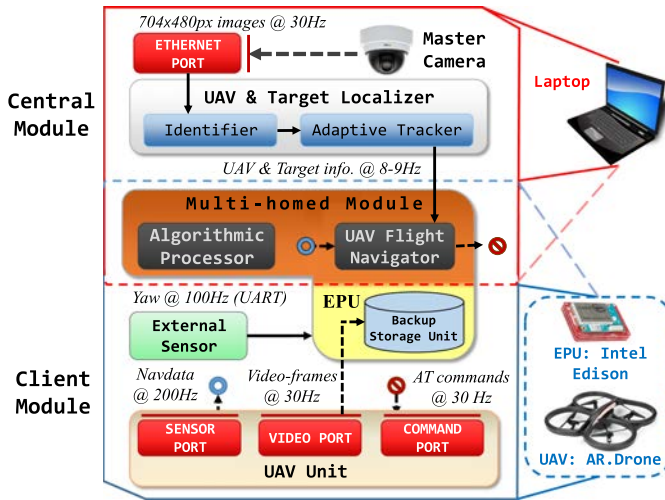 704x480px images @ 30Hz
ETHERNET
PORT
Master
Camera
Laptop
Central
Module
UAV & Target Localizer
Identifier
Adaptive Tracker
UAV & Target info. @ 8-9Hz
Multi-homed Module
Algorithmic
Processor
UAV Flight
Navigator
Yaw @ 100Hz (UART)
EPU
External
Sensor
Backup
Storage Unit
EPU: Intel
Edison
Client
Module
Navdata
@ 200Hz
Video-frames
@ 30Hz
AT commands
@ 30 Hz
SENSOR
PORT
VIDEO PORT
COMMAND
PORT
UAV Unit
UAV: AR.Drone